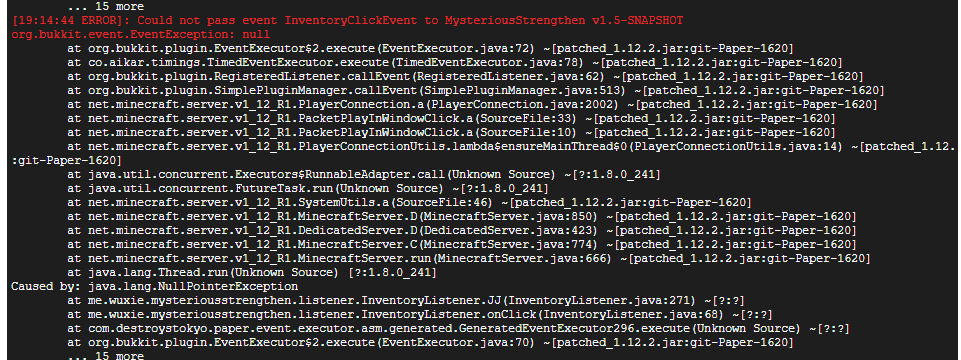 ... 15 more
[19:14:44 ERROR]: Could not pass event InventoryClickEvent to MysteriousStrengthen v1.5-SNAPSHOT
org.bukkit.event.EventException: null
at org.bukkit.plugin.EventExecutor$2.execute(EventExecutor.java:72) ~[patched_1.12.2.jar:git-Paper-1620]
at co.aikar.timings.TimedEventExecutor.execute(TimedEventExecutor.java:78) ~[patched_1.12.2.jar:git-Paper-1620]
at org.bukkit.plugin.RegisteredListener.callEvent(RegisteredListener.java:62) ~[patched_1.12.2.jar:git-Paper-1620]
at org.bukkit.plugin.SimplePluginManager.callEvent(SimplePluginManager.java:513) ~[patched_1.12.2.jar:git-Paper-1620]
at net.minecraft.server.v1_12_R1.PlayerConnection.a(PlayerConnection.java:2002) ~[patched_1.12.2.jar:git-Paper-1620]
at net.minecraft.server.v1_12_R1.PacketPlayInWindowClick.a(SourceFile:33) ~[patched_1.12.2.jar:git-Paper-1620]
at net.minecraft.server.v1_12_R1.PacketPlayInWindowClick.a(SourceFile:10) ~[patched_1.12.2.jar:git-Paper-1620]
at net.minecraft.server.v1_12_R1.PlayerConnectionUtils.lambda$ensureMainThread$0(PlayerConnectionUtils.java:14) ~[patched_1.12.
:git-Paper-1620]
at java.util.concurrent.Executors$RunnableAdapter.call(Unknown Source) ~[?:1.8.0_241]
at java.util.concurrent.FutureTask.run(Unknown Source) ~[?:1.8.0_241]
at net.minecraft.server.v1_12_R1.SystemUtils.a(SourceFile:46) ~[patched_1.12.2.jar:git-Paper-1620]
at net.minecraft.server.v1_12_R1.MinecraftServer.D(MinecraftServer.java:850) ~[patched_1.12.2.jar:git-Paper-1620]
at net.minecraft.server.v1_12_R1.DedicatedServer.D(DedicatedServer.java:423) ~[patched_1.12.2.jar:git-Paper-1620]
at net.minecraft.server.v1_12_R1.MinecraftServer.C(MinecraftServer.java:774) ~[patched_1.12.2.jar:git-Paper-1620]
at net.minecraft.server.v1_12_R1.MinecraftServer.run(MinecraftServer.java:666) ~[patched_1.12.2.jar:git-Paper-1620]
at java.lang.Thread.run(Unknown Source) [?:1.8.0_241]
Caused by: java.lang.NullPointerException
at me.wuxie.mysteriousstrengthen.listener.InventoryListener.JJ(InventoryListener.java:271) ~[?:?]
at me.wuxie.mysteriousstrengthen.listener.InventoryListener.onClick(InventoryListener.java:68) ~[?:?]
at com.destroystokyo.paper.event.executor.asm.generated.GeneratedEventExecutor296.execute(Unknown Source) ~[?:?]
at org.bukkit.plugin.EventExecutor$2.execute(EventExecutor.java:70) ~[patched_1.12.2.jar:git-Paper-1620]
... 15 more